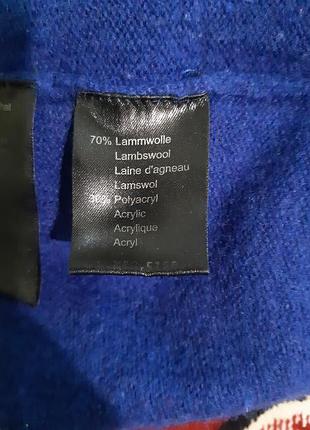 70% Lammwolle
Lambswool
Laine d'agneau
Lamswol
30% Polyacryl
Acrylic
Acrylique
Acryl